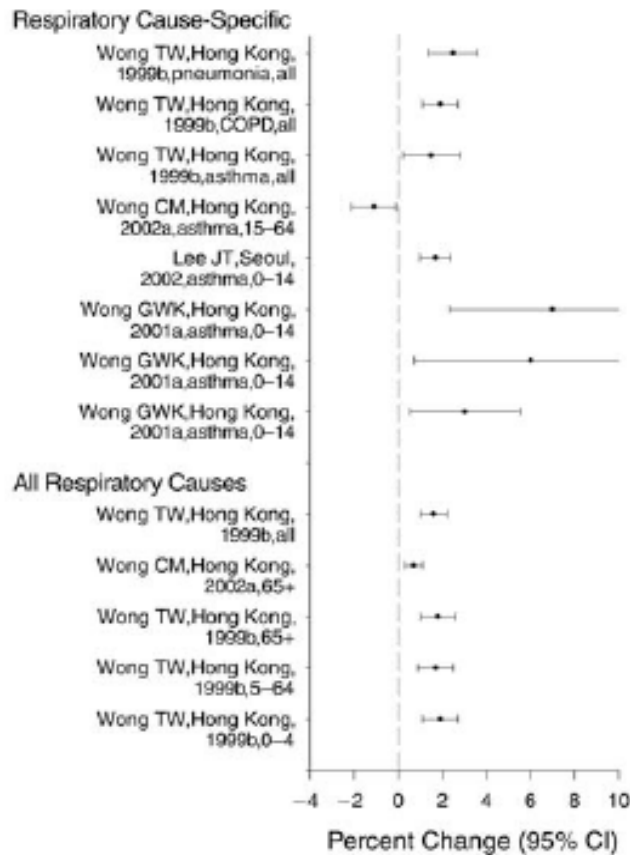 Respiratory Cause-Specific
Wong TW,Hong Kong,
1999b,pneumonia,all
Wong TW,Hong Kong,
1999b,COPD,all
Wong TW,Hong Kong,
1999b,asthma,all
Wong CM,Hong Kong,
2002a,asthma,15–64
Lee JT,Seoul,
2002,asthma,0–14
Wong GWK,Hong Kong,
2001a,asthma,0–14
Wong GWK,Hong Kong,
2001a,asthma,0–14
Wong GWK,Hong Kong,
2001a,asthma,0–14
All Respiratory Causes
Wong TW,Hong Kong,
1999b,all
Wong CM,Hong Kong,
2002a,65+
Wong TW,Hong Kong,
1999b,65+
Wong TW,Hong Kong,
1999b,5–64
Wong TW,Hong Kong,
1999b,0–4
−4 −2 0 2 4 6 8 10
Percent Change (95% CI)